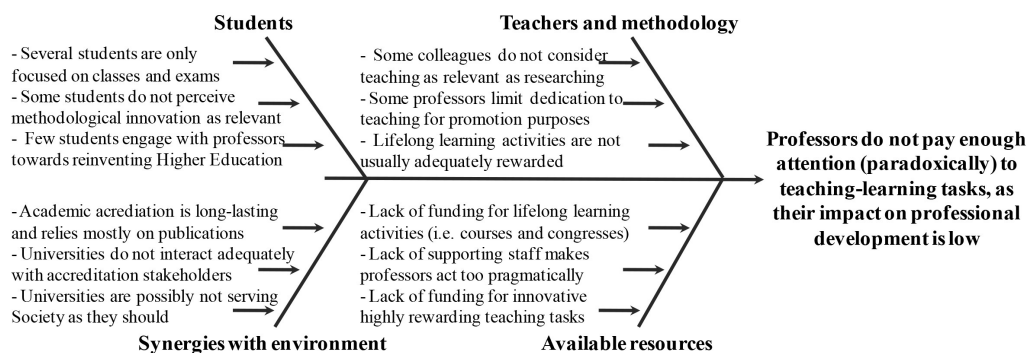 Students
- Several students are only
focused on classes and exams
- Some students do not perceive
methodological innovation as relevant
- Few students engage with professors
towards reinventing Higher Education
Teachers and methodology
- Some colleagues do not consider
teaching as relevant as researching
- Some professors limit dedication to
teaching for promotion purposes
- Lifelong learning activities are not
usually adequately rewarded
Professors do not pay enough
attention (paradoxically) to
teaching-learning tasks, as
their impact on professional
development is low
- Academic acrediation is long-lasting
and relies mostly on publications
- Universities do not interact adequately
with accreditation stakeholders
- Universities are possibly not serving
Society as they should
Synergies with environment
- Lack of funding for lifelong learning
activities (i.e. courses and congresses)
- Lack of supporting staff makes
professors act too pragmatically
- Lack of funding for innovative
highly rewarding teaching tasks
Available resources